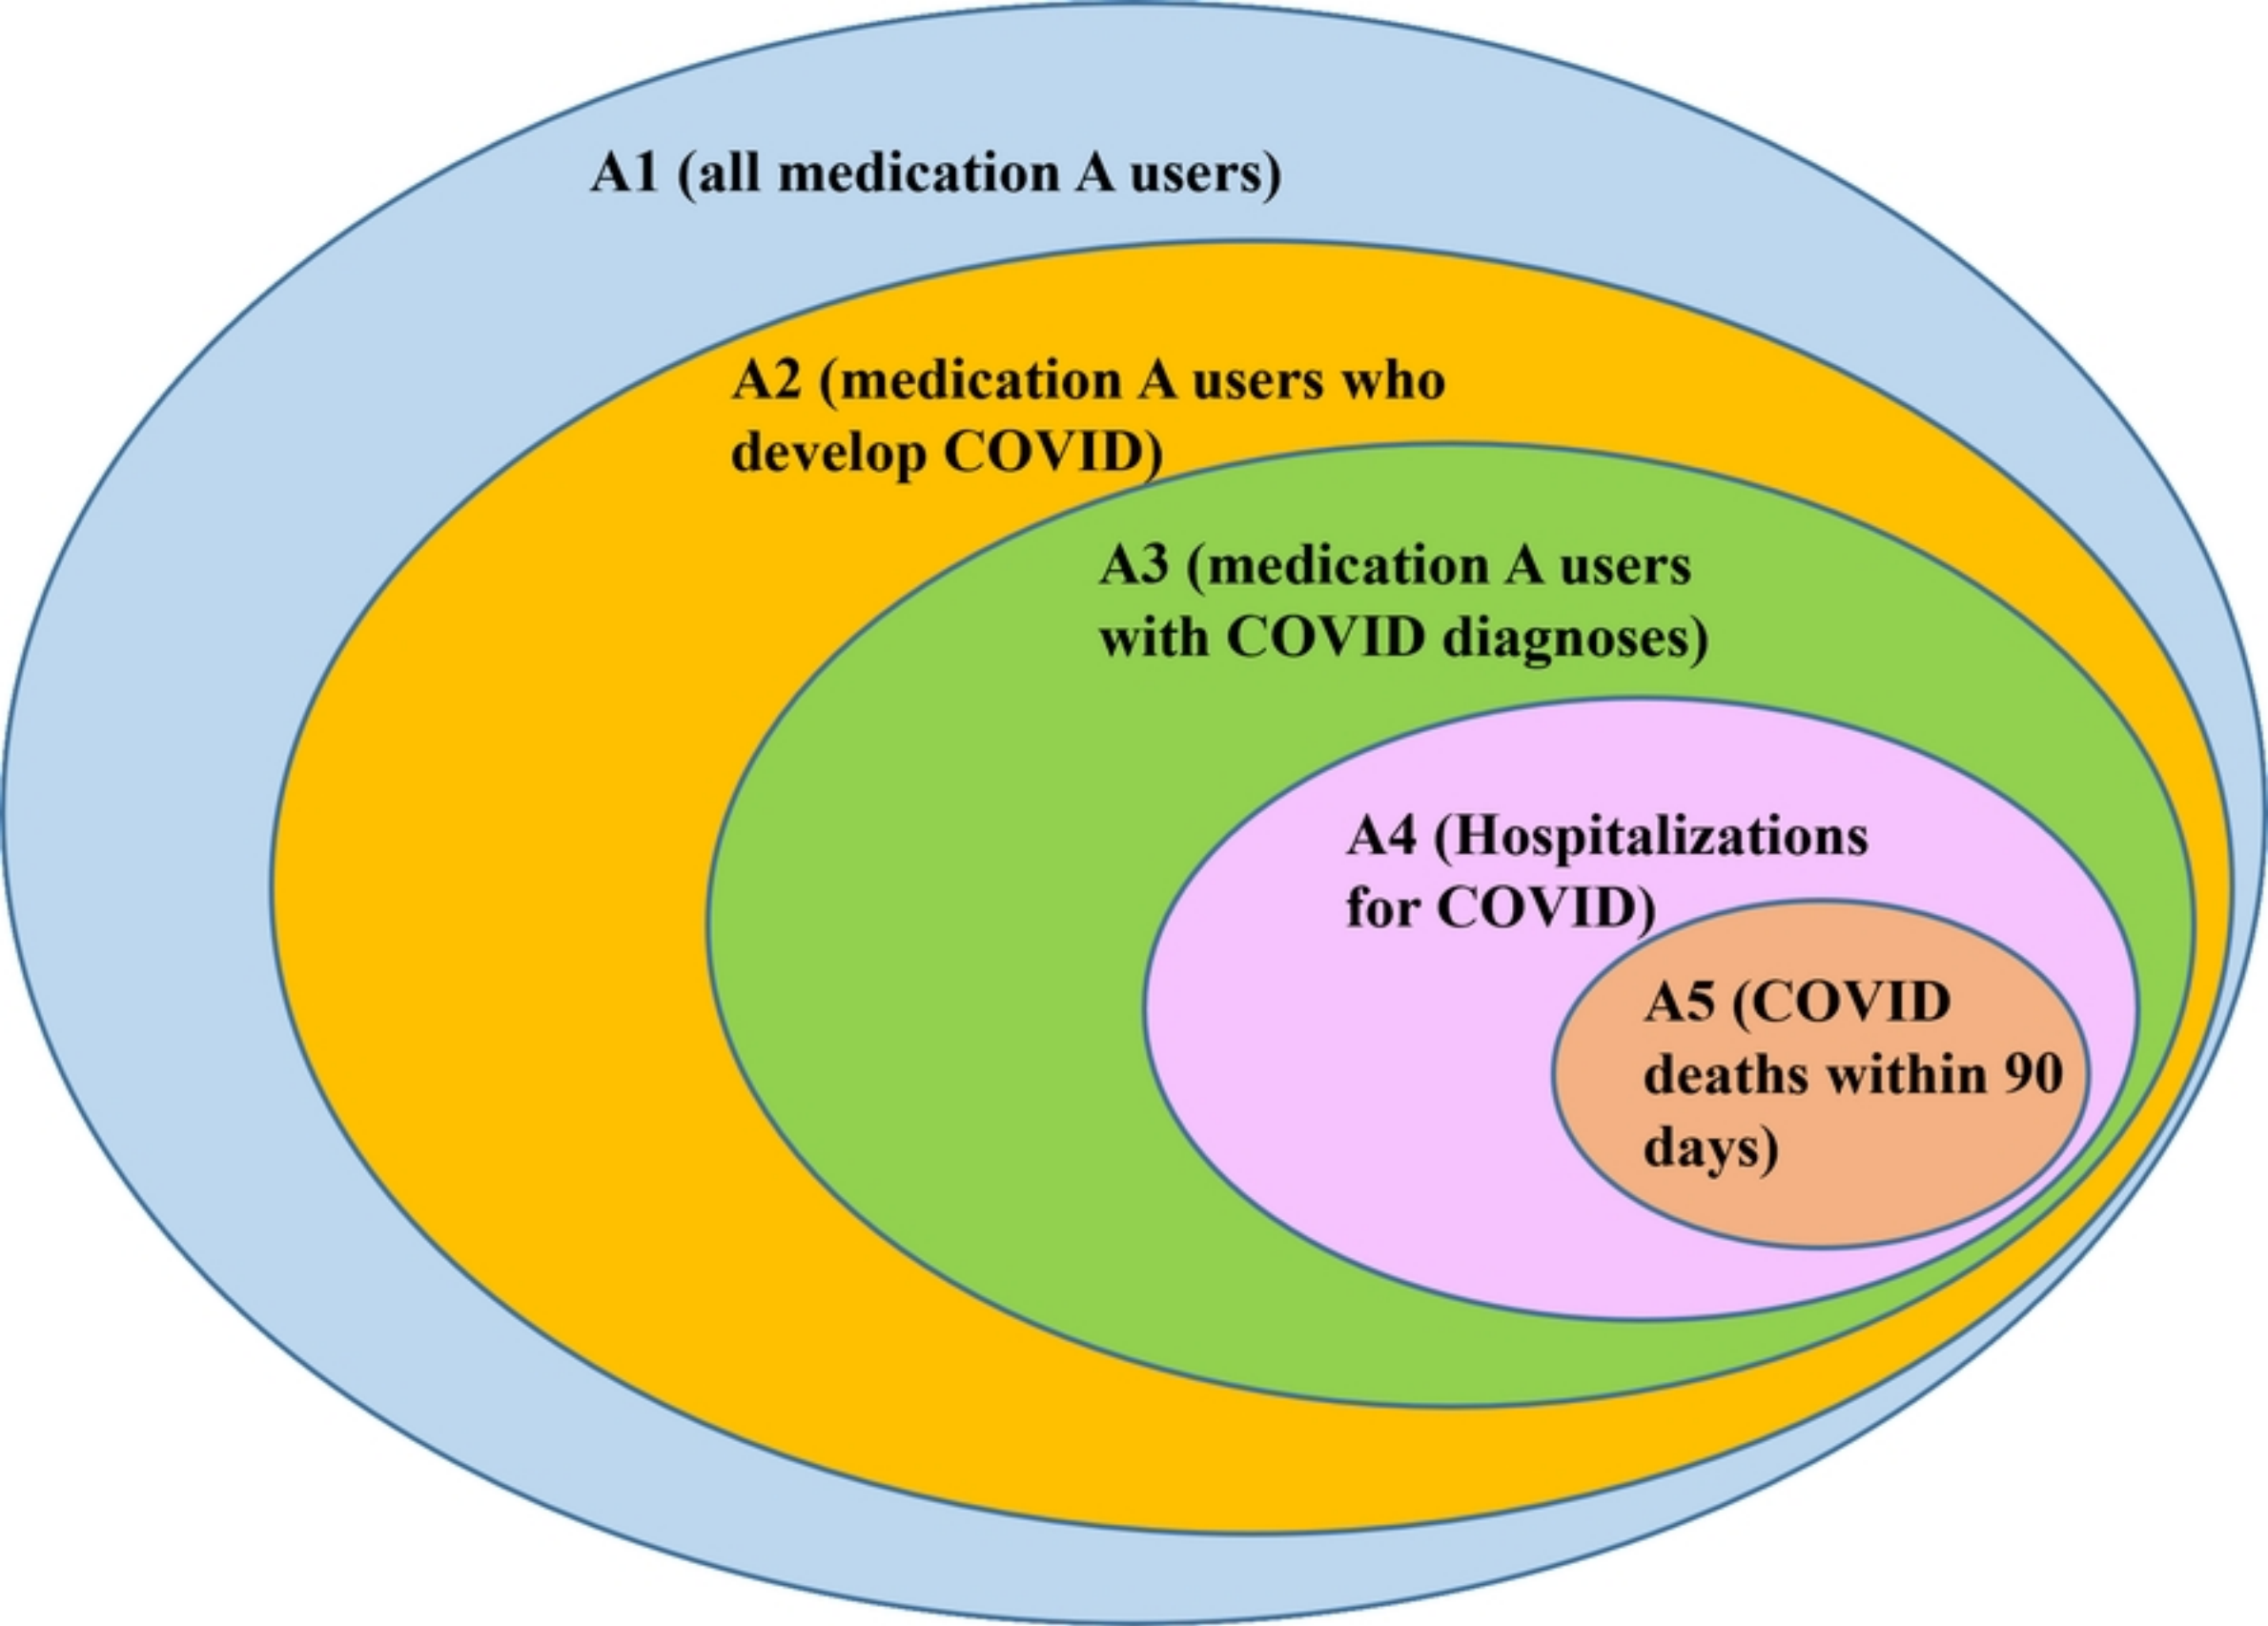 A1 (all medication A users)
A2 (medication A users who
develop COVID)
A3 (medication A users
with COVID diagnoses)
A4 (Hospitalizations
for COVID)
A5 (COVID
deaths within 90
days)